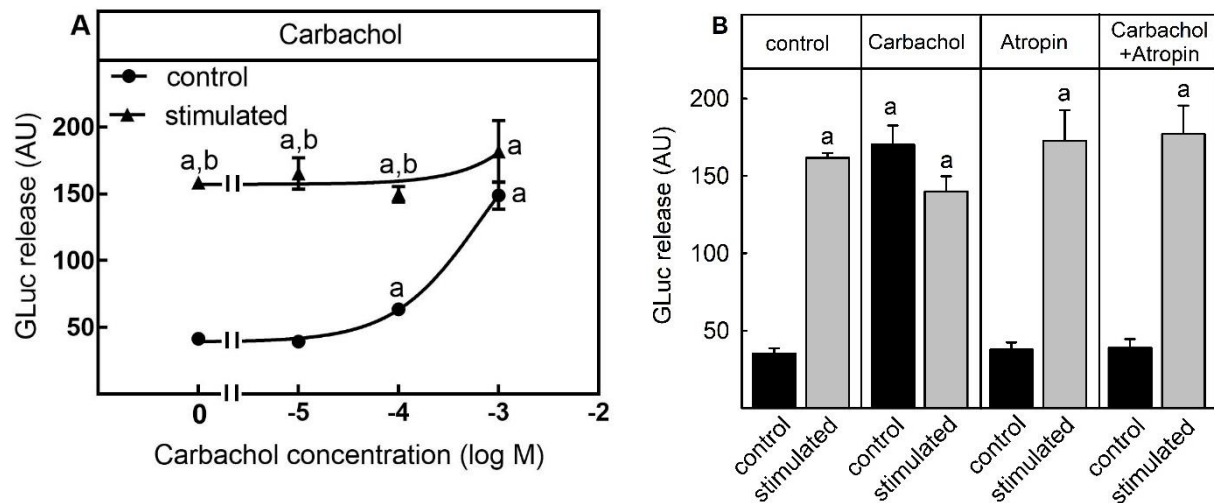 A
Carbachol
control
stimulated
GLuc release (AU)
200
150
100
50
a,b
a,b
a,b
a
a
a
0
-5
-4
-3
-2
Carbachol concentration (log M)
B
control
Carbachol
Atropin
Carbachol
+Atropin
GLuc release (AU)
200
150
100
50
a
a
a
a
a
control
stimulated
control
stimulated
control
stimulated
control
stimulated